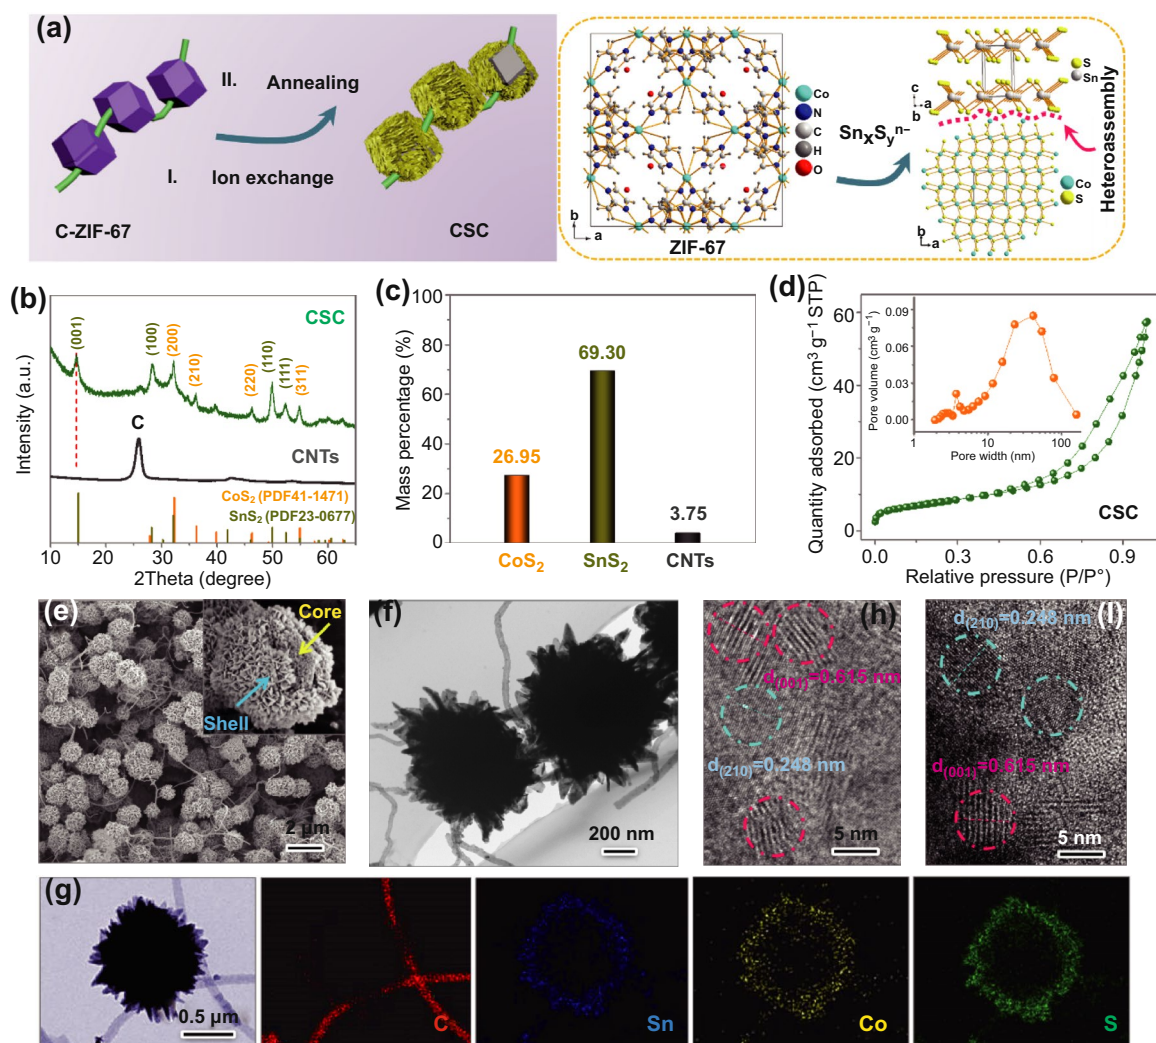 (a)
II. Annealing
I. Ion exchange
C-ZIF-67
CSC
Co
N
C
H
O
b
a
ZIF-67
SnxSyn–
S
Sn
c
a
b
Co
S
b
a
Heteroassembly
(b)
CSC
(001)
(100)
(200)
(210)
(220)
(110)
(111)
(311)
C
CNTs
CoS2 (PDF41-1471)
SnS2 (PDF23-0677)
Intensity (a.u.)
10 20 30 40 50 60
2Theta (degree)
(c)
100
80
60
40
20
0
Mass percentage (%)
26.95
69.30
3.75
CoS2 SnS2 CNTs
(d)
60
40
20
0
Quantity adsorbed (cm3 g–1 STP)
0.09
0.06
0.03
0.00
Pore volume (cm3 g–1)
1 10 100
Pore width (nm)
CSC
0.0 0.3 0.6 0.9
Relative pressure (P/P°)
(e)
Core
Shell
2 µm
(f)
200 nm
(h)
d(001)=0.615 nm
d(210)=0.248 nm
5 nm
(I)
d(210)=0.248 nm
d(001)=0.615 nm
5 nm
(g)
0.5 µm
C
Sn
Co
S